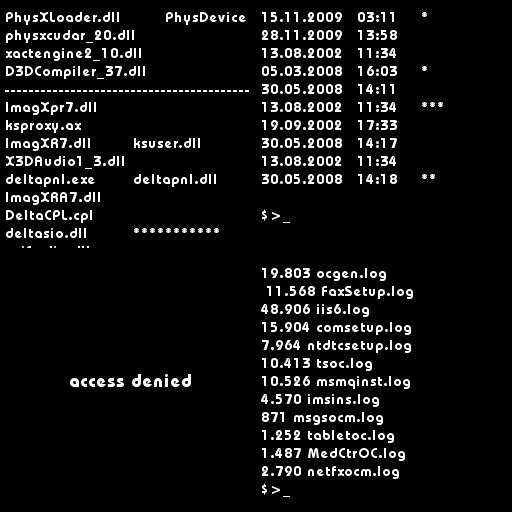 PhysXLoader.dll PhysDevice
physxcudar_20.dll
xactengine2_10.dll
D3DCompiler_37.dll
-----------------------------------------
ImagXpr7.dll
ksproxy.ax
ImagXR7.dll ksuser.dll
X3DAudio1_3.dll
deltapnl.exe deltapnl.dll
ImagXRA7.dll
DeltaCPL.cpl
deltasio.dll ***********
15.11.2009 03:11 *
28.11.2009 13:58
13.08.2002 11:34
05.03.2008 16:03 *
30.05.2008 14:11
13.08.2002 11:34 ***
19.09.2002 17:33
30.05.2008 14:17
13.08.2002 11:34
30.05.2008 14:18 **
$>_
access denied
19.803 ocgen.log
11.568 FaxSetup.log
48.906 iis6.log
15.904 comsetup.log
7.964 ntdtcsetup.log
10.413 tsoc.log
10.526 msmqinst.log
4.570 imsins.log
871 msgsocm.log
1.252 tabletoc.log
1.487 MedCtrOC.log
2.790 netfxocm.log
$>_